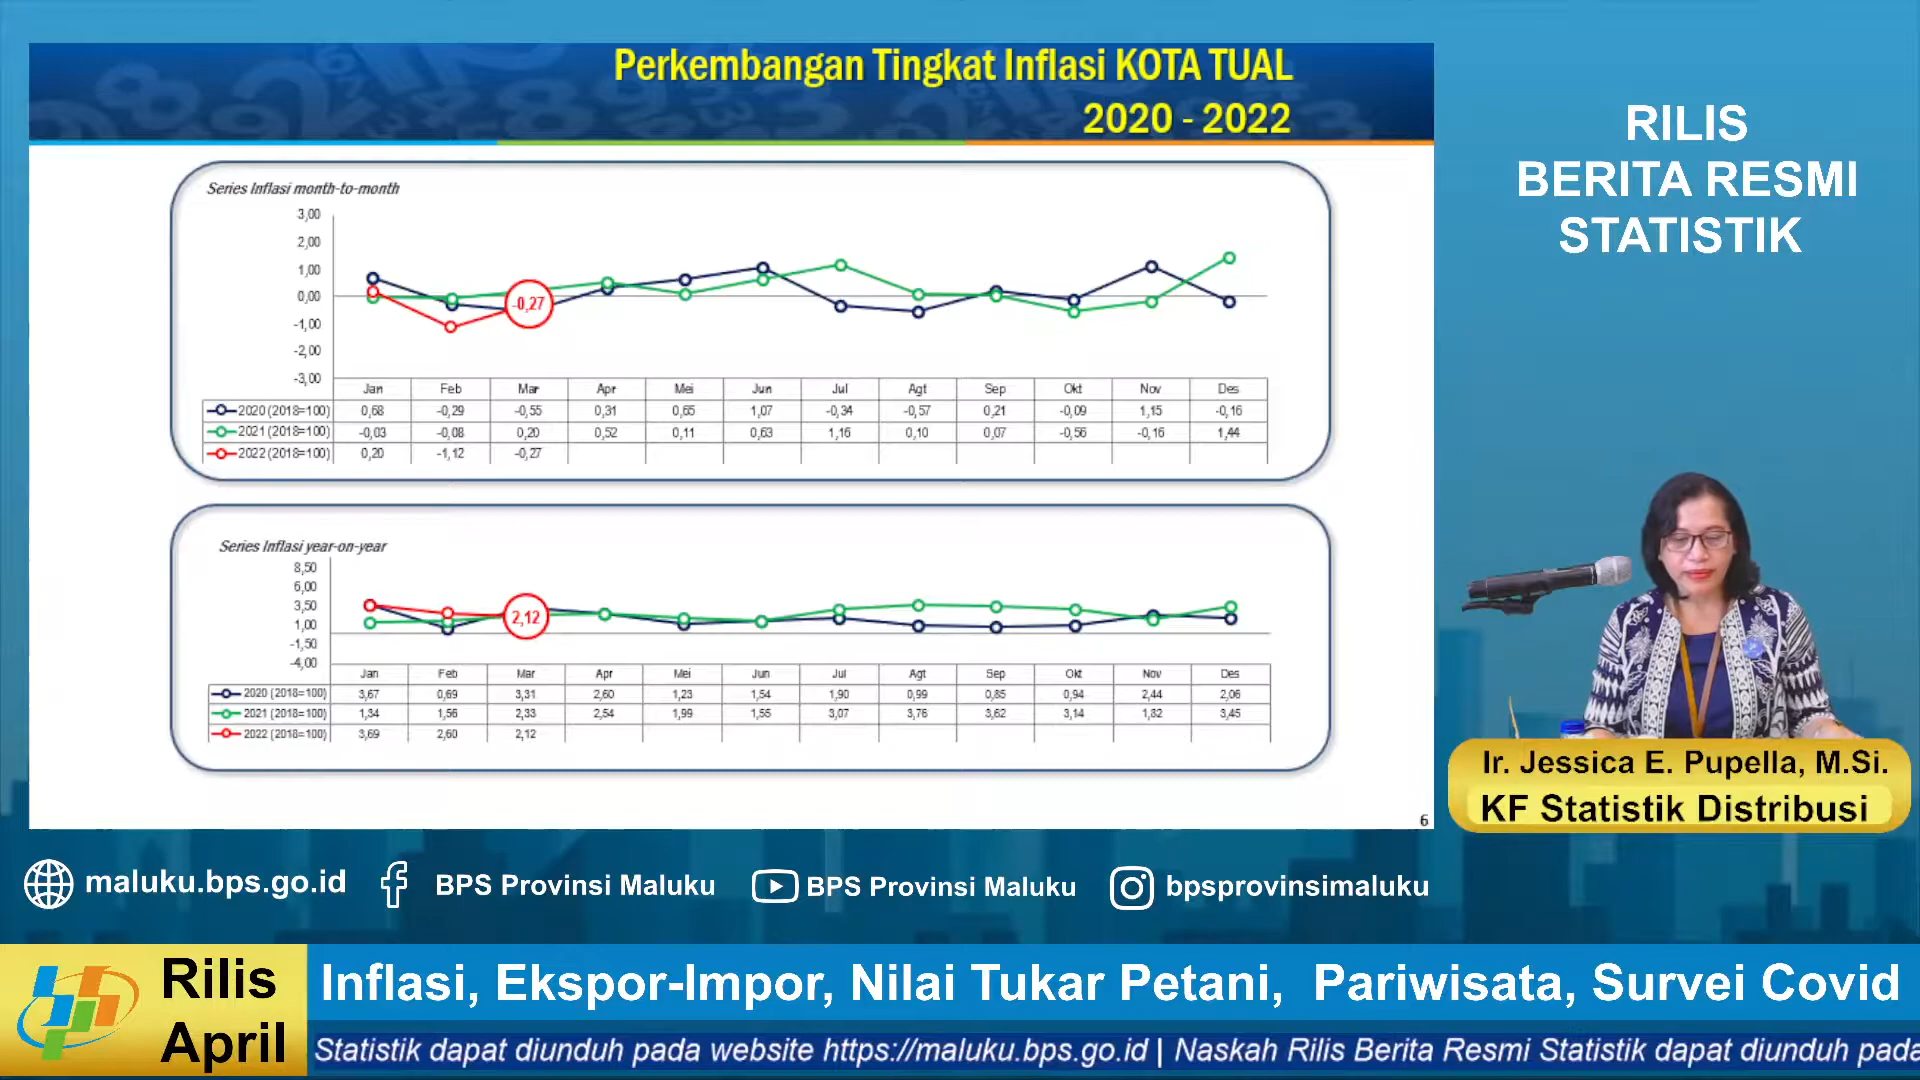 Perkembangan Tingkat Inflasi KOTA TUAL
2020 - 2022
Series Inflasi month-to-month
3,00
2,00
1,00
0,00
-1,00
-2,00
-3,00
-0,27
Jan Feb Mar Apr Mei Jun Jul Agt Sep Okt Nov Des
2020 (2018=100) 0,68 -0,29 -0,55 0,31 0,65 1,07 -0,34 -0,57 0,21 -0,09 1,15 -0,16
2021 (2018=100) -0,03 -0,08 0,20 0,52 0,11 0,63 1,16 0,10 0,07 -0,56 -0,16 1,44
2022 (2018=100) 0,20 -1,12 -0,27
Series Inflasi year-on-year
8,50
6,00
3,50
1,00
-1,50
-4,00
2,12
Jan Feb Mar Apr Mei Jun Jul Agt Sep Okt Nov Des
2020 (2018=100) 3,67 0,69 3,31 2,60 1,23 1,54 1,90 0,99 0,85 0,94 2,44 2,06
2021 (2018=100) 1,34 1,56 2,33 2,54 1,99 1,55 3,07 3,76 3,62 3,14 1,82 3,45
2022 (2018=100) 3,69 2,60 2,12
6
RILIS
BERITA RESMI
STATISTIK
Ir. Jessica E. Pupella, M.Si.
KF Statistik Distribusi
maluku.bps.go.id BPS Provinsi Maluku BPS Provinsi Maluku bpsprovinsimaluku
Rilis
April
Inflasi, Ekspor-Impor, Nilai Tukar Petani, Pariwisata, Survei Covid
Statistik dapat diunduh pada website https://maluku.bps.go.id | Naskah Rilis Berita Resmi Statistik dapat diunduh pada